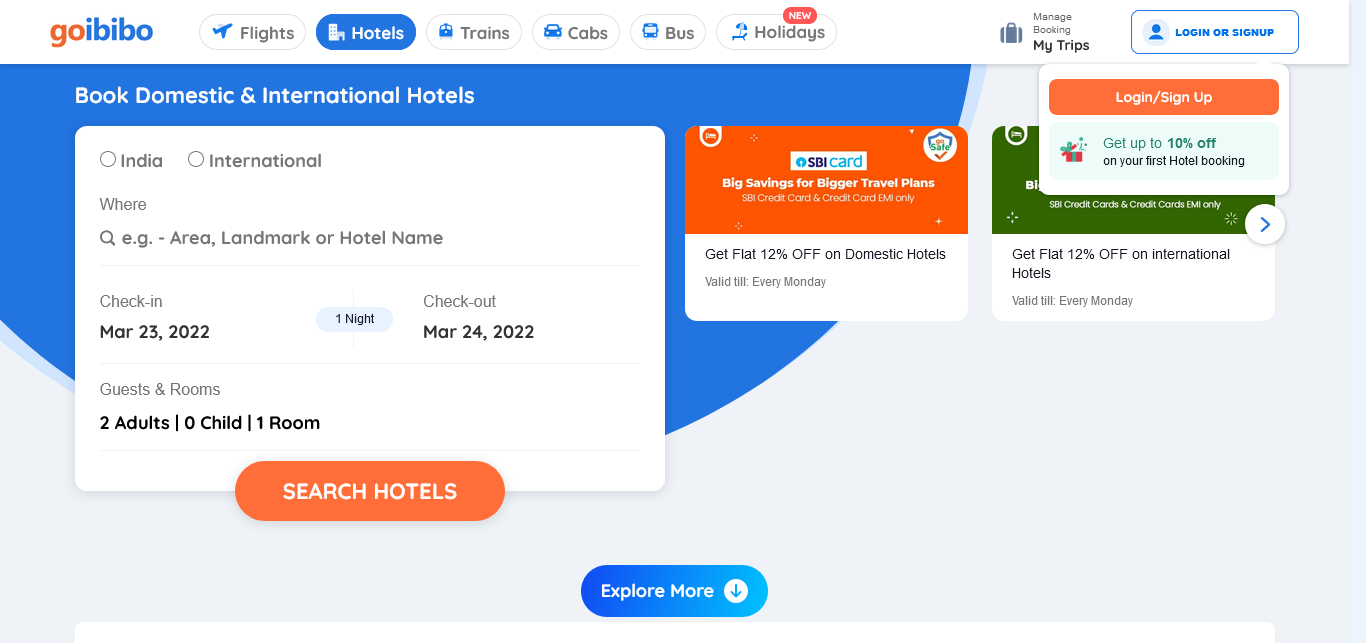 goibibo
Flights
Hotels
Trains
Cabs
Bus
NEW
Holidays
Manage
Booking
My Trips
LOGIN OR SIGNUP
Login/Sign Up
Get up to 10% off
on your first Hotel booking
Book Domestic & International Hotels
India
International
Where
e.g. - Area, Landmark or Hotel Name
Check-in
Mar 23, 2022
1 Night
Check-out
Mar 24, 2022
Guests & Rooms
2 Adults | 0 Child | 1 Room
SEARCH HOTELS
go
Safe
SBI card
Big Savings for Bigger Travel Plans
SBI Credit Card & Credit Card EMI only
Get Flat 12% OFF on Domestic Hotels
Valid till: Every Monday
SBI Credit Cards & Credit Cards EMI only
Get Flat 12% OFF on international
Hotels
Valid till: Every Monday
Explore More